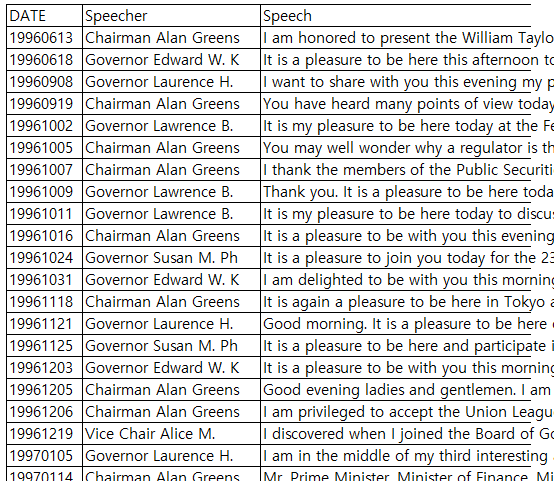 DATE Speecher Speech
19960613 Chairman Alan Greens I am honored to present the William Taylo
19960618 Governor Edward W. K It is a pleasure to be here this afternoon to
19960908 Governor Laurence H. I want to share with you this evening my p
19960919 Chairman Alan Greens You have heard many points of view today
19961002 Governor Lawrence B. It is my pleasure to be here today at the Fe
19961005 Chairman Alan Greens You may well wonder why a regulator is th
19961007 Chairman Alan Greens I thank the members of the Public Securiti
19961009 Governor Lawrence B. Thank you. It is a pleasure to be here toda
19961011 Governor Lawrence B. It is my pleasure to be here today to discus
19961016 Chairman Alan Greens It is a pleasure to be with you this evening
19961024 Governor Susan M. Ph It is a pleasure to join you today for the 23
19961031 Governor Edward W. K I am delighted to be with you this morning
19961118 Chairman Alan Greens It is again a pleasure to be here in Tokyo a
19961121 Governor Laurence H. Good morning. It is a pleasure to be here
19961125 Governor Susan M. Ph It is a pleasure to be here and participate i
19961203 Governor Edward W. K It is a pleasure to be with you this morning
19961205 Chairman Alan Greens Good evening ladies and gentlemen. I am
19961206 Chairman Alan Greens I am privileged to accept the Union Leagu
19961219 Vice Chair Alice M. I discovered when I joined the Board of Go
19970105 Governor Laurence H. I am in the middle of my third interesting
19970114 Chairman Alan Greens Mr. Prime Minister, Minister of Finance, Mi